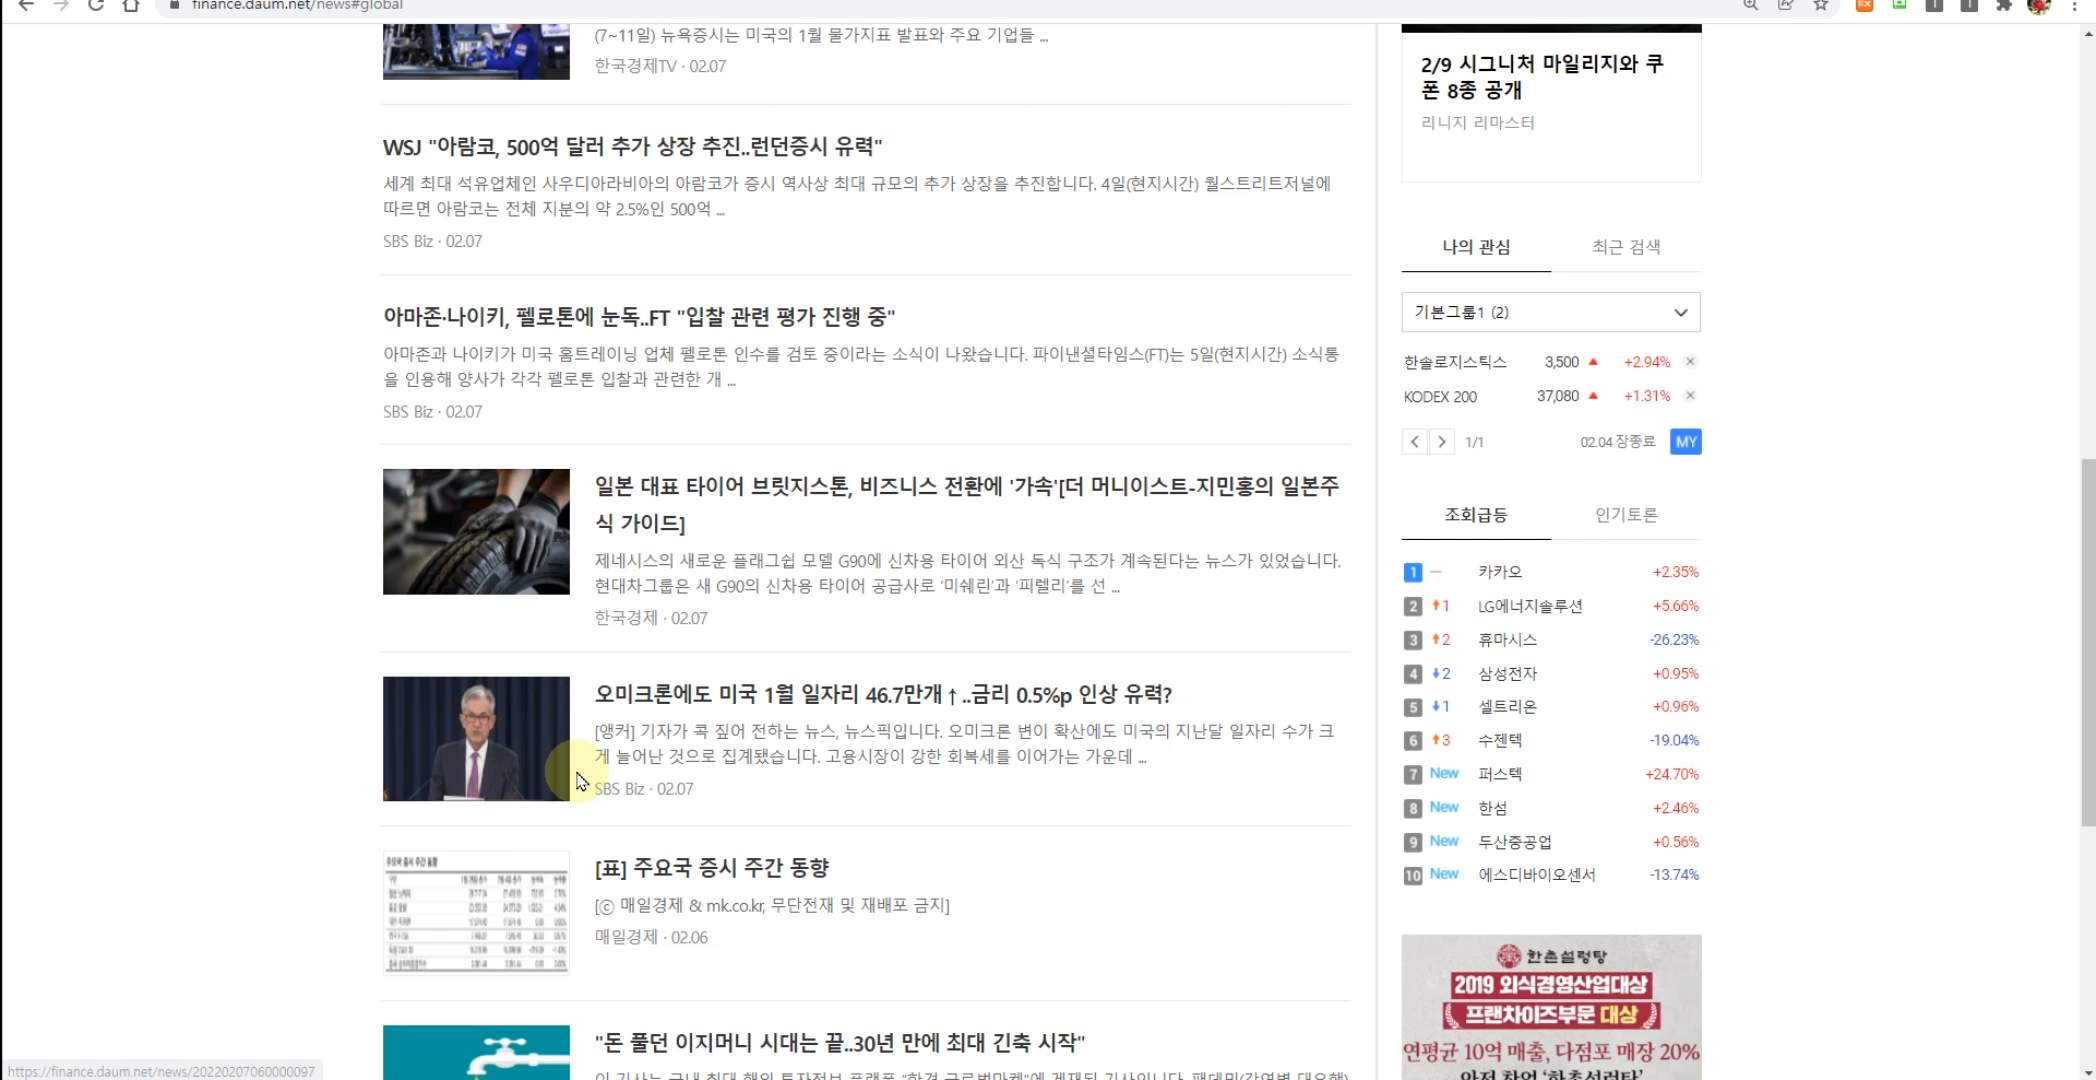 finance.daum.net/news#global
(7~11일) 뉴욕증시는 미국의 1월 물가지표 발표와 주요 기업들 ...
한국경제TV · 02.07
WSJ "아람코, 500억 달러 추가 상장 추진..런던증시 유력"
세계 최대 석유업체인 사우디아라비아의 아람코가 증시 역사상 최대 규모의 추가 상장을 추진합니다. 4일(현지시간) 월스트리트저널에
따르면 아람코는 전체 지분의 약 2.5%인 500억 ...
SBS Biz · 02.07
아마존·나이키, 펠로톤에 눈독..FT "입찰 관련 평가 진행 중"
아마존과 나이키가 미국 홈트레이닝 업체 펠로톤 인수를 검토 중이라는 소식이 나왔습니다. 파이낸셜타임스(FT)는 5일(현지시간) 소식통
을 인용해 양사가 각각 펠로톤 입찰과 관련한 개 ...
SBS Biz · 02.07
일본 대표 타이어 브릿지스톤, 비즈니스 전환에 '가속'[더 머니이스트-지민홍의 일본주
식 가이드]
제네시스의 새로운 플래그쉽 모델 G90에 신차용 타이어 외산 독식 구조가 계속된다는 뉴스가 있었습니다.
현대차그룹은 새 G90의 신차용 타이어 공급사로 '미쉐린'과 '피렐리'를 선 ...
한국경제 · 02.07
오미크론에도 미국 1월 일자리 46.7만개↑..금리 0.5%p 인상 유력?
[앵커] 기자가 콕 짚어 전하는 뉴스, 뉴스픽입니다. 오미크론 변이 확산에도 미국의 지난달 일자리 수가 크
게 늘어난 것으로 집계됐습니다. 고용시장이 강한 회복세를 이어가는 가운데 ...
SBS Biz · 02.07
주요국 증시 주간 동향
[표] 주요국 증시 주간 동향
[ⓒ 매일경제 & mk.co.kr, 무단전재 및 재배포 금지]
매일경제 · 02.06
"돈 풀던 이지머니 시대는 끝..30년 만에 최대 긴축 시작"
https://finance.daum.net/news/20220207060000097
2/9 시그니처 마일리지와 쿠
폰 8종 공개
리니지 리마스터
나의 관심 최근 검색
기본그룹1 (2)
한솔로지스틱스 3,500 ▲ +2.94% ×
KODEX 200 37,080 ▲ +1.31% ×
< > 1/1 02.04 장종료 MY
조회급등 인기토론
1 – 카카오 +2.35%
2 ↑1 LG에너지솔루션 +5.66%
3 ↑2 휴마시스 -26.23%
4 ↓2 삼성전자 +0.95%
5 ↓1 셀트리온 +0.96%
6 ↑3 수젠텍 -19.04%
7 New 퍼스텍 +24.70%
8 New 한섬 +2.46%
9 New 두산중공업 +0.56%
10 New 에스디바이오센서 -13.74%
한촌설렁탕
2019 외식경영산업대상
프랜차이즈부문 대상
연평균 10억 매출, 다점포 매장 20%
안전 창업 '한촌설렁탕'